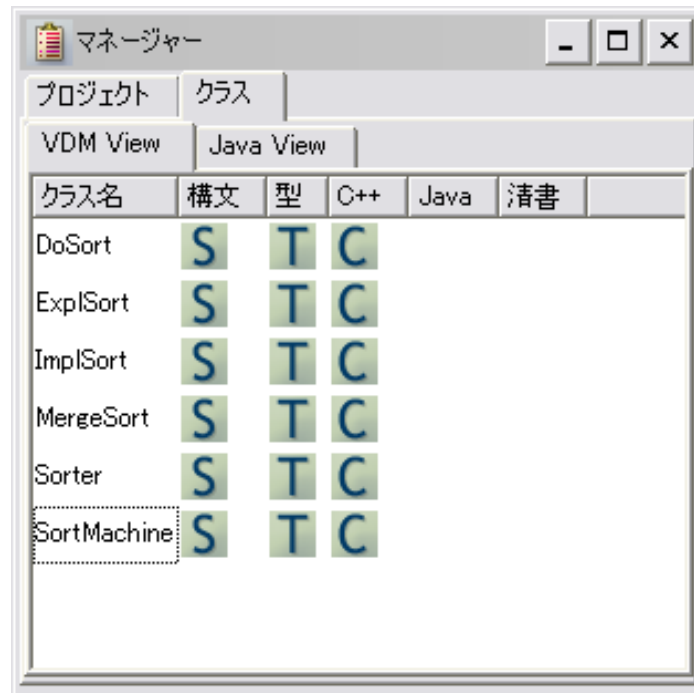 マネージャー
プロジェクト クラス
VDM View Java View
クラス名 構文 型 C++ Java 清書
DoSort S T C
ExplSort S T C
ImplSort S T C
MergeSort S T C
Sorter S T C
SortMachine S T C